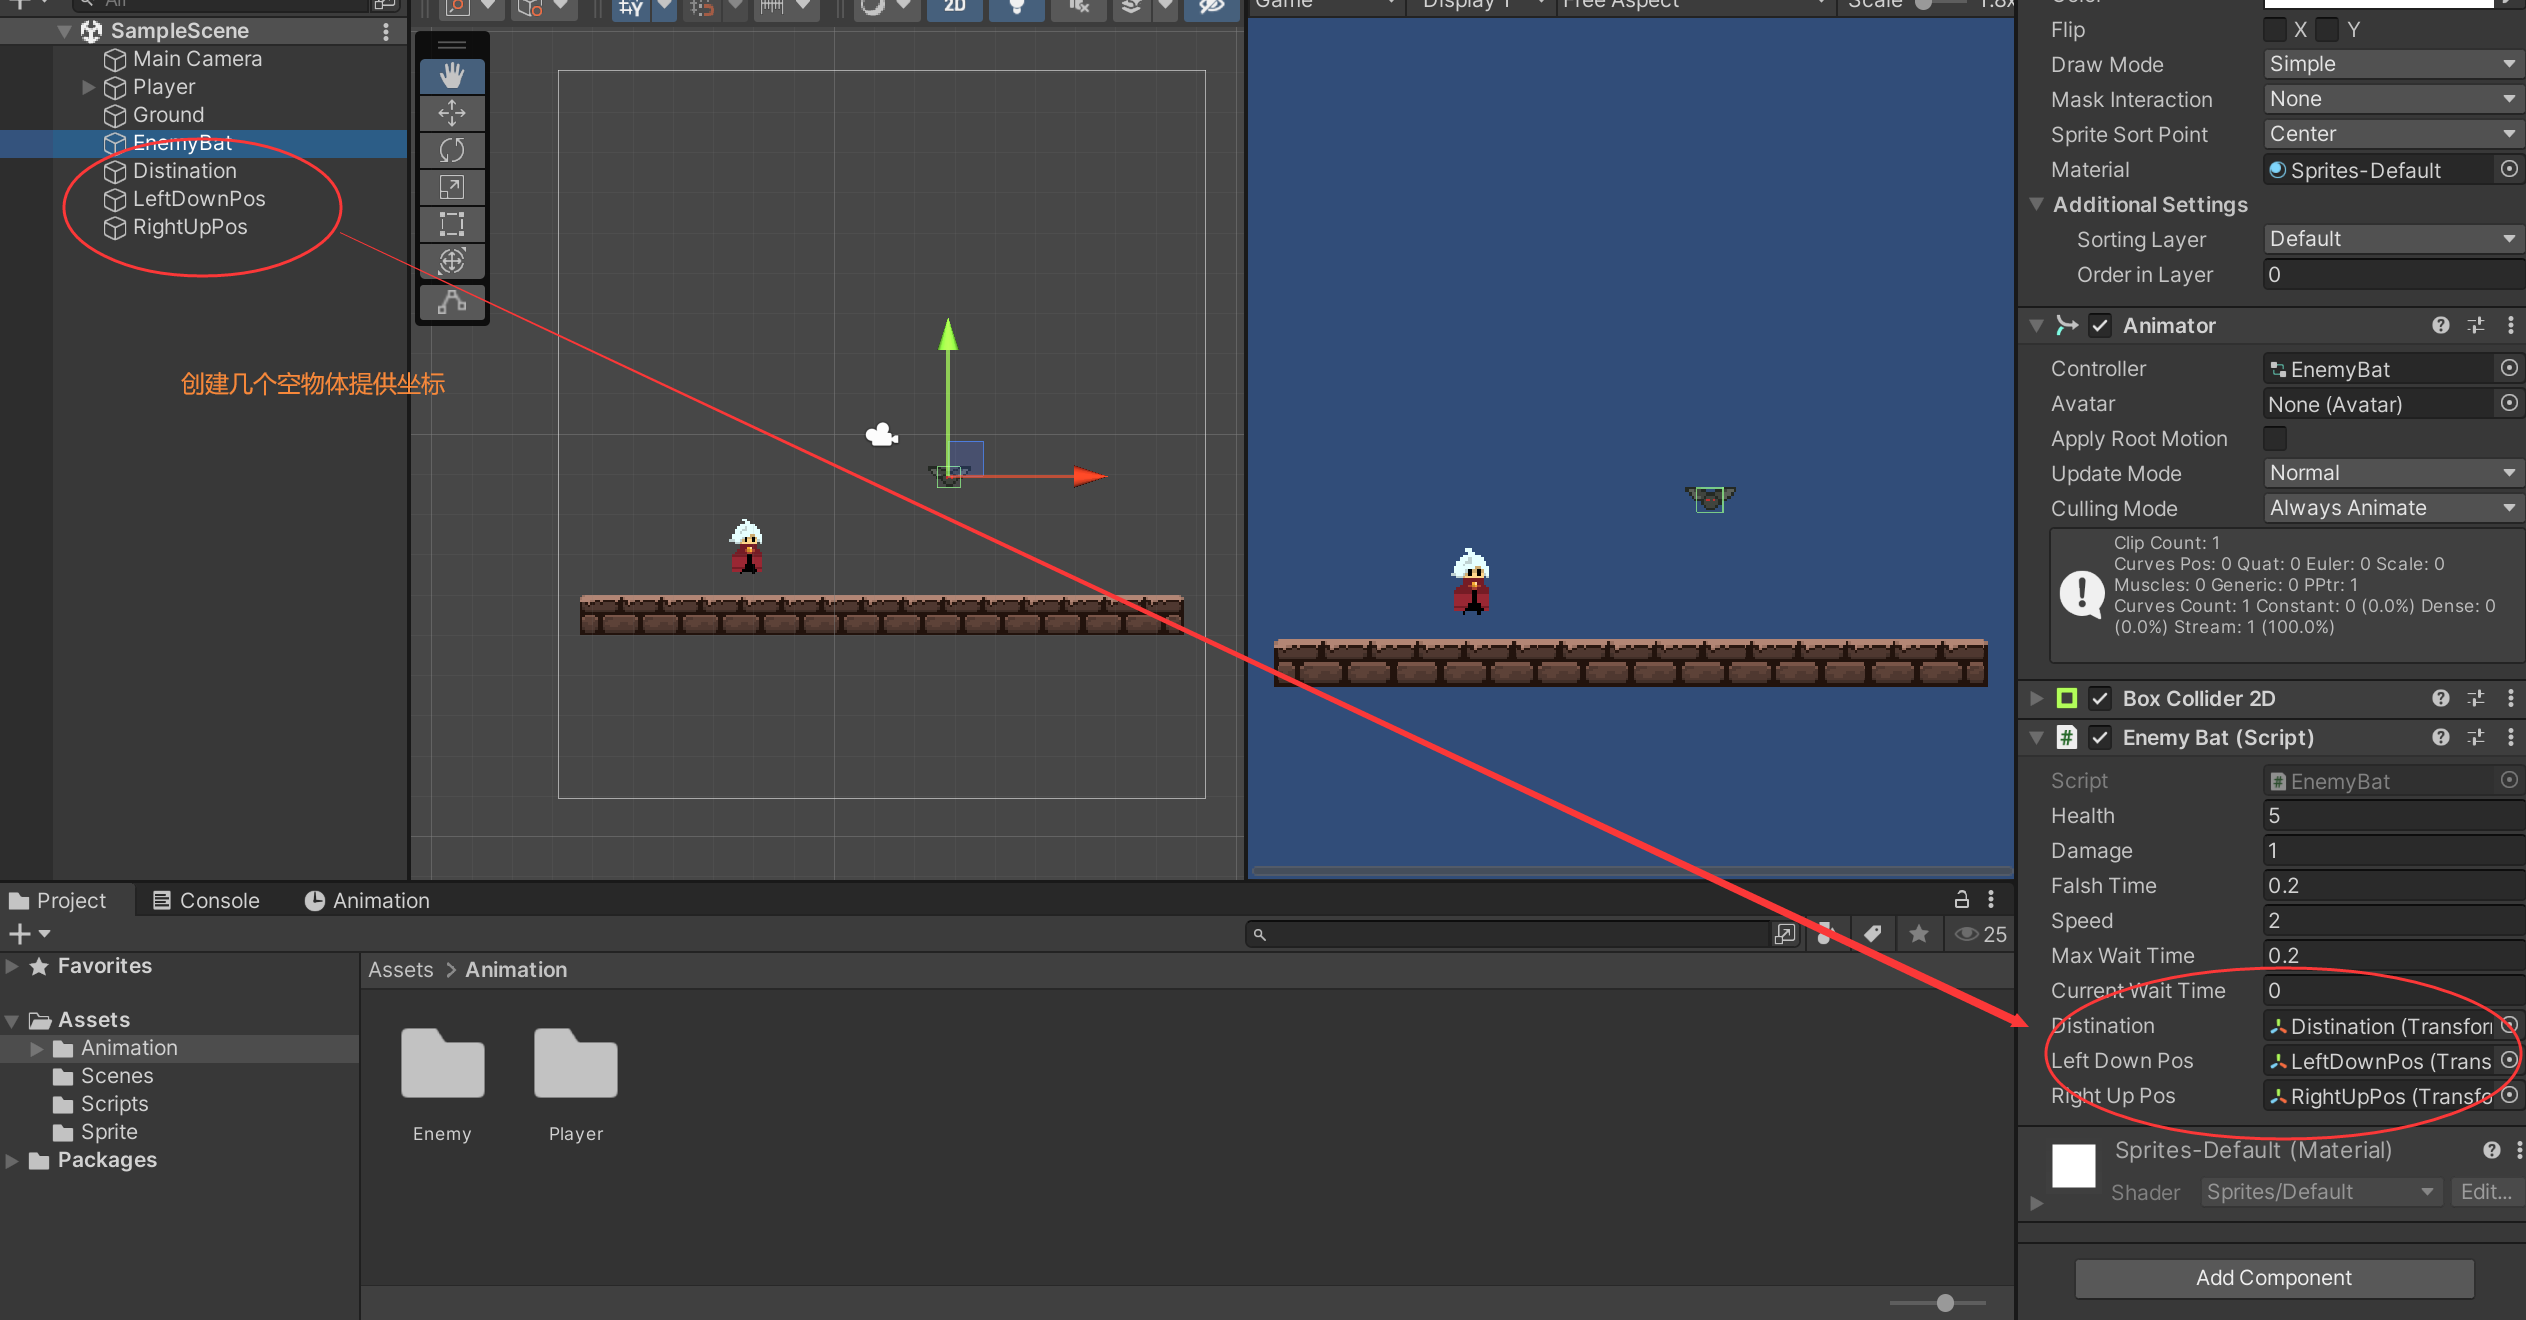 All
SampleScene
Main Camera
Player
Ground
EnemyBat
Distination
LeftDownPos
RightUpPos
创建几个空物体提供坐标
2D
Game
Display 1
Free Aspect
Scale
1.8x
Color
Flip
X
Y
Draw Mode
Simple
Mask Interaction
None
Sprite Sort Point
Center
Material
Sprites-Default
Additional Settings
Sorting Layer
Default
Order in Layer
0
Animator
Controller
EnemyBat
Avatar
None (Avatar)
Apply Root Motion
Update Mode
Normal
Culling Mode
Always Animate
Clip Count: 1
Curves Pos: 0 Quat: 0 Euler: 0 Scale: 0
Muscles: 0 Generic: 0 PPtr: 1
Curves Count: 1 Constant: 0 (0.0%) Dense: 0
(0.0%) Stream: 1 (100.0%)
Box Collider 2D
Enemy Bat (Script)
Script
EnemyBat
Health
5
Damage
1
Falsh Time
0.2
Speed
2
Max Wait Time
0.2
Current Wait Time
0
Distination
Distination (Transfor
Left Down Pos
LeftDownPos (Trans
Right Up Pos
RightUpPos (Transfo
Sprites-Default (Material)
Shader
Sprites/Default
Edit...
Add Component
Project
Console
Animation
25
Favorites
Assets
Animation
Scenes
Scripts
Sprite
Packages
Assets > Animation
Enemy
Player